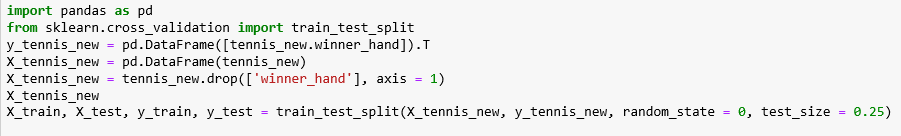 import pandas as pd
from sklearn.cross_validation import train_test_split
y_tennis_new = pd.DataFrame([tennis_new.winner_hand]).T
X_tennis_new = pd.DataFrame(tennis_new)
X_tennis_new = tennis_new.drop(['winner_hand'], axis = 1)
X_tennis_new
X_train, X_test, y_train, y_test = train_test_split(X_tennis_new, y_tennis_new, random_state = 0, test_size = 0.25)